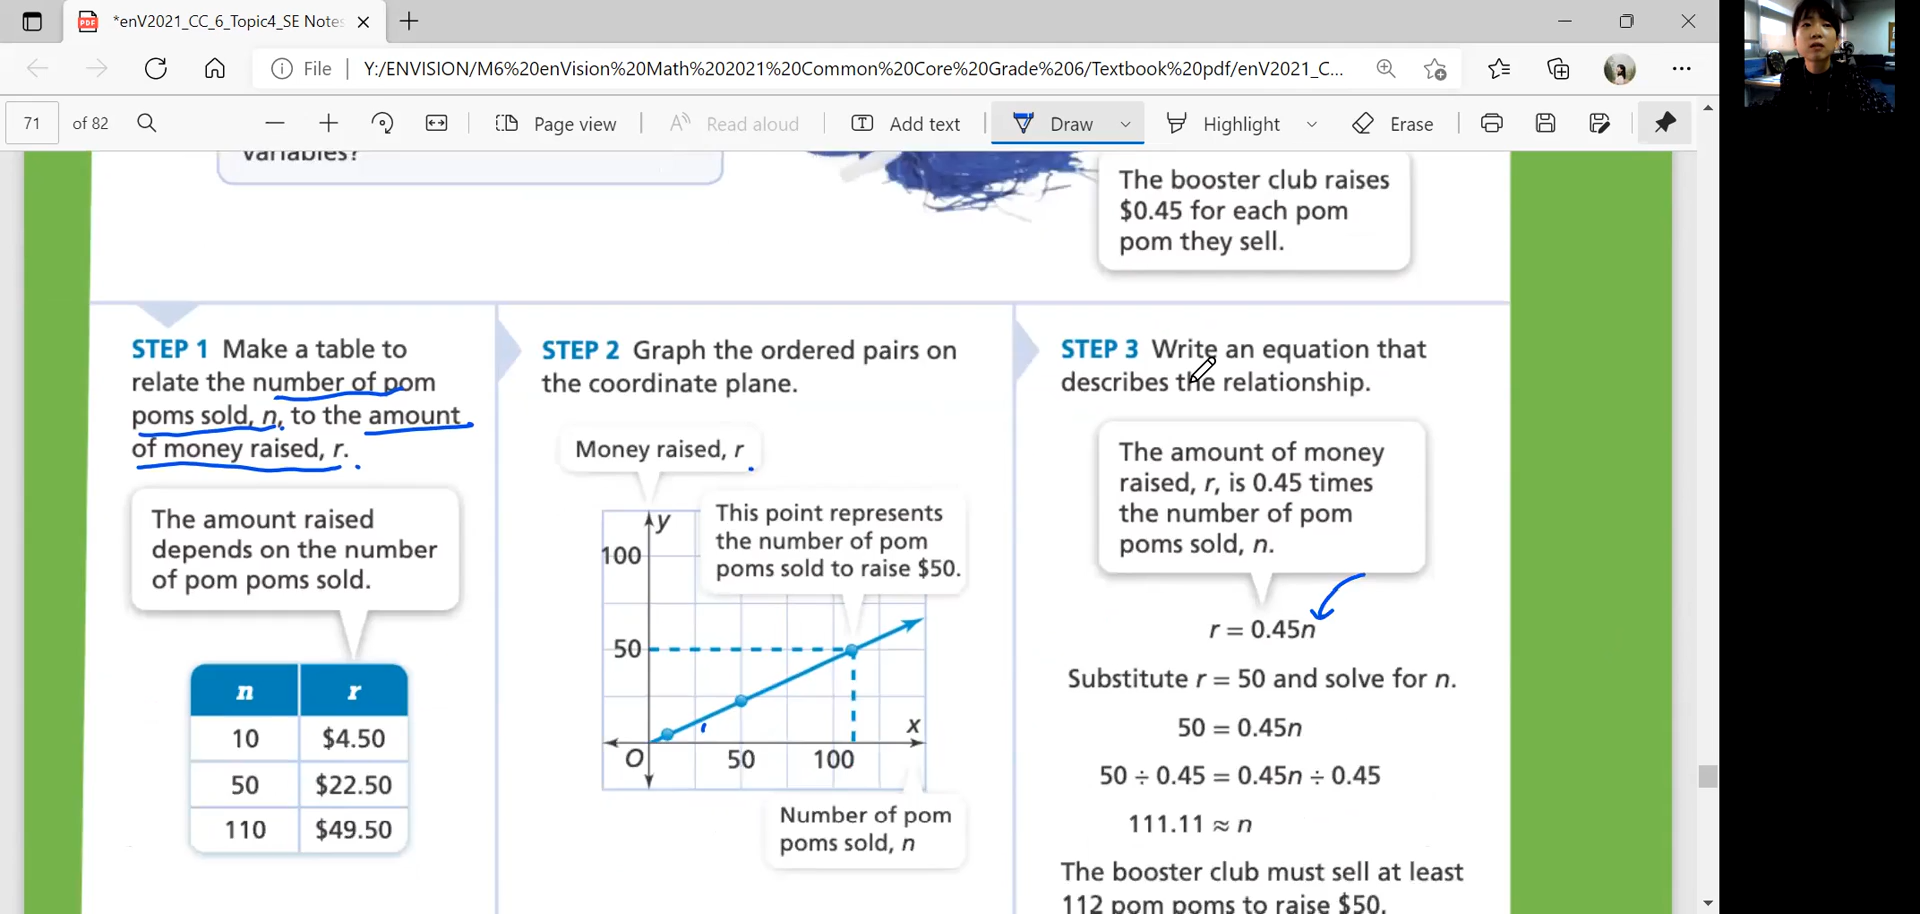 *enV2021_CC_6_Topic4_SE Notes
File
Y:/ENVISION/M6%20enVision%20Math%202021%20Common%20Core%20Grade%206/Textbook%20pdf/enV2021_C...
71
of 82
Page view
Read aloud
Add text
Draw
Highlight
Erase
variables?
The booster club raises
$0.45 for each pom
pom they sell.
STEP 1 Make a table to
relate the number of pom
poms sold, n, to the amount
of money raised, r.
The amount raised
depends on the number
of pom poms sold.
n r
10 $4.50
50 $22.50
110 $49.50
STEP 2 Graph the ordered pairs on
the coordinate plane.
Money raised, r
This point represents
the number of pom
poms sold to raise $50.
y
100
50
x
O 50 100
Number of pom
poms sold, n
STEP 3 Write an equation that
describes the relationship.
The amount of money
raised, r, is 0.45 times
the number of pom
poms sold, n.
r = 0.45n
Substitute r = 50 and solve for n.
50 = 0.45n
50 ÷ 0.45 = 0.45n ÷ 0.45
111.11 ≈ n
The booster club must sell at least
112 pom poms to raise $50.